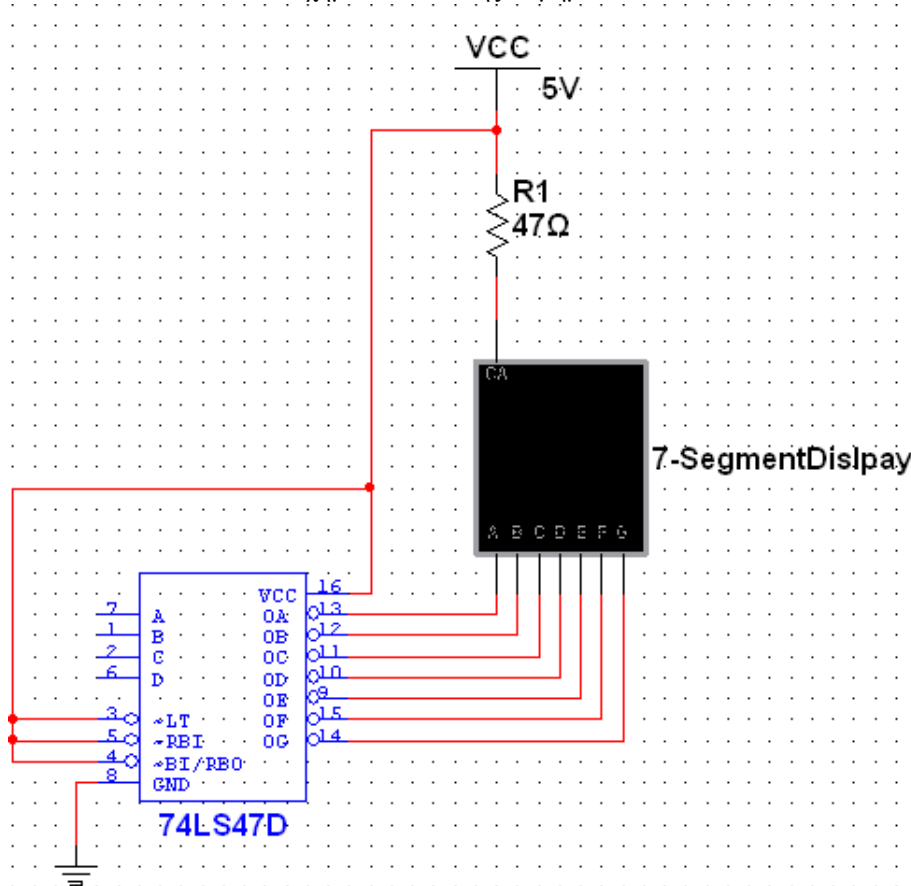 VCC
5V
R1
47Ω
CA
7-SegmentDislpay
A B C D E F G
VCC 16
7 A OA 13
1 B OB 12
2 C OC 11
6 D OD 10
OE 9
3 ~LT OF 15
5 ~RBI OG 14
4 ~BI/RBO
8 GND
74LS47D